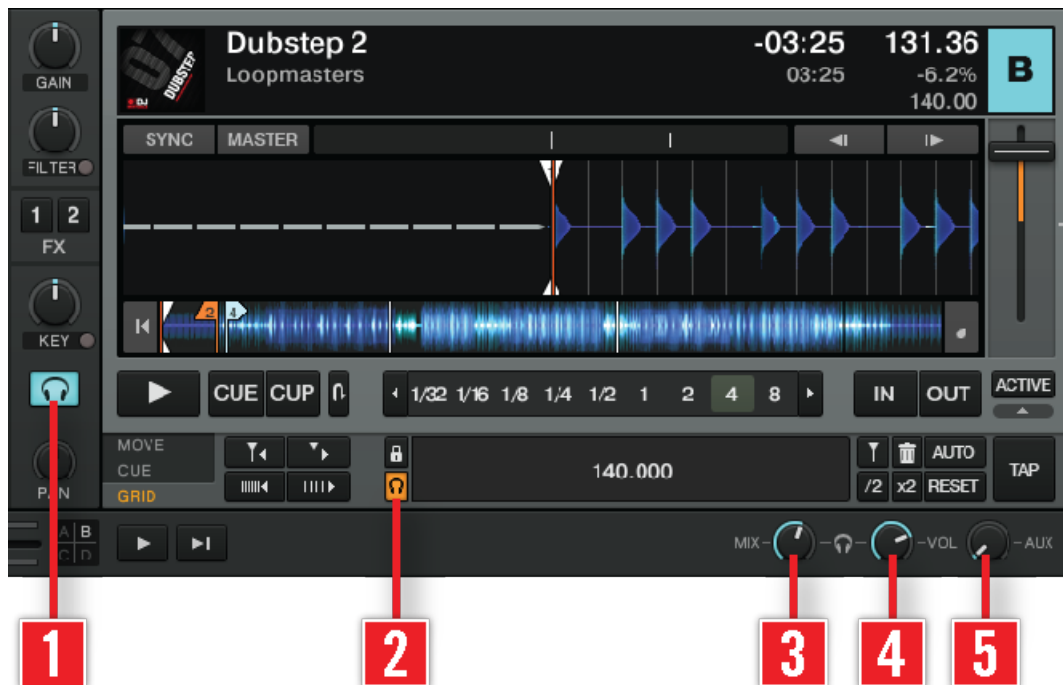 GAIN
FILTER
1 2
FX
KEY
PAN
DJ
DUBSTEP
Dubstep 2
Loopmasters
-03:25
03:25
131.36
-6.2%
140.00
B
SYNC MASTER
2 4
CUE CUP
1/32 1/16 1/8 1/4 1/2 1 2 4 8
IN OUT ACTIVE
MOVE
CUE
GRID
140.000
AUTO
/2 x2 RESET
TAP
A B
C D
MIX VOL AUX
1 2 3 4 5